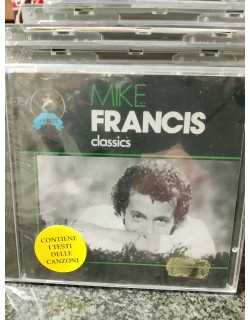 MIKE
FRANCIS
classics
CONTIENE
I TESTI
DELLE
CANZONI